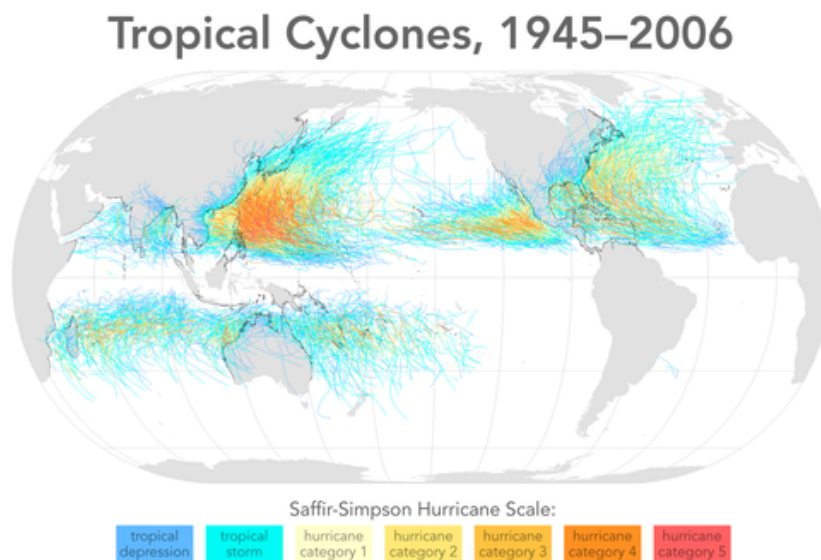 Tropical Cyclones, 1945–2006
Saffir-Simpson Hurricane Scale:
tropical depression
tropical storm
hurricane category 1
hurricane category 2
hurricane category 3
hurricane category 4
hurricane category 5